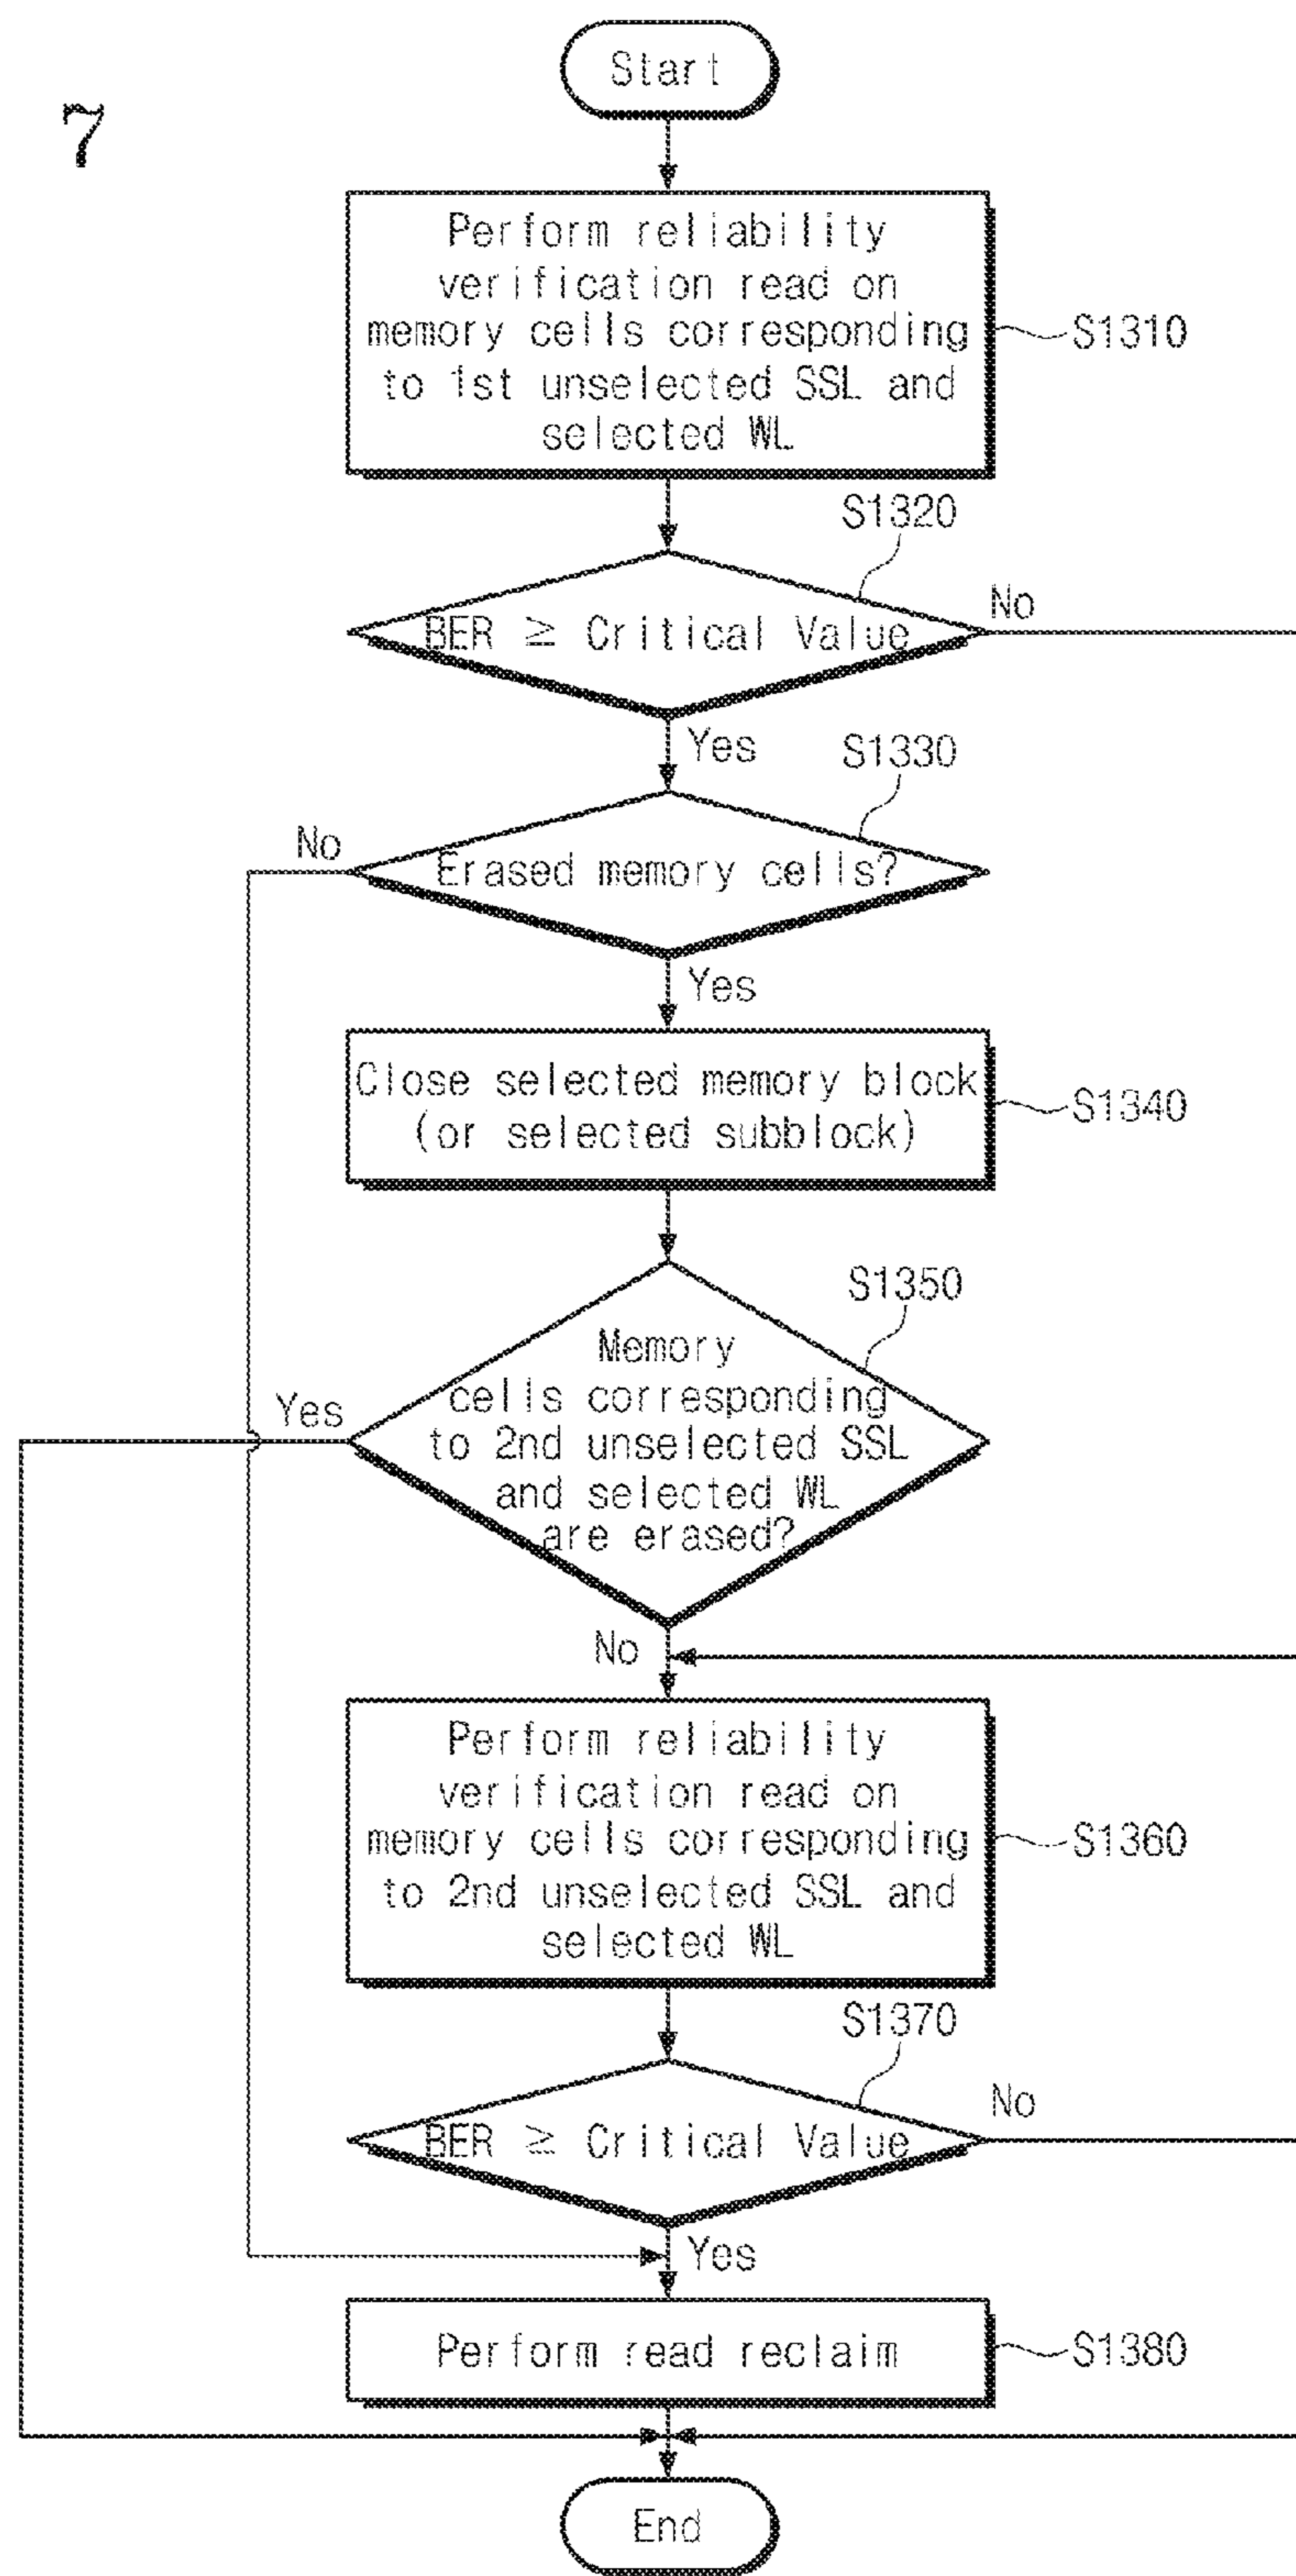 7
Start
Perform reliability
verification read on
memory cells corresponding
to 1st unselected SSL and
selected WL
S1310
S1320
BER ≥ Critical Value
No
Yes
S1330
No
Erased memory cells?
Yes
Close selected memory block
(or selected subblock)
S1340
S1350
Memory
cells corresponding
Yes
to 2nd unselected SSL
and selected WL
are erased?
No
Perform reliability
verification read on
memory cells corresponding
to 2nd unselected SSL and
selected WL
S1360
S1370
BER ≥ Critical Value
No
Yes
Perform read reclaim
S1380
End